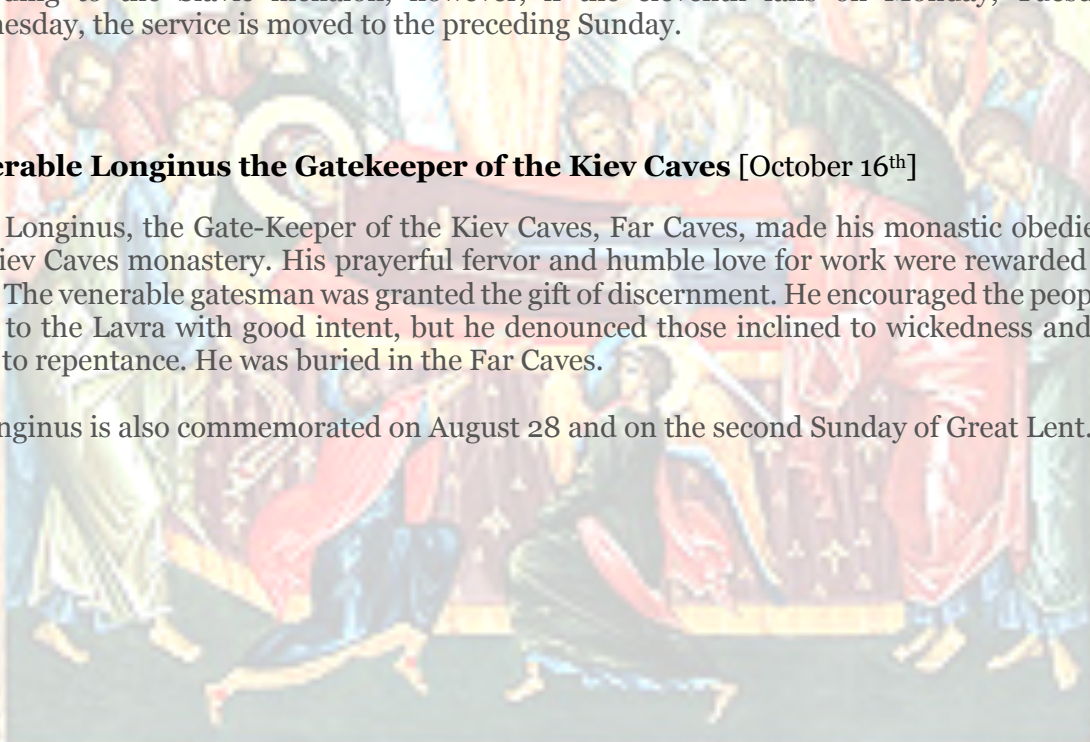 to the Slavic however, if the eleventh falls on Monday,
nesday, the service is moved to the preceding Sunday.
erable Longinus the Gatekeeper of the Kiev Caves [October 16th]
Longinus, the Gate-Keeper of the Kiev Caves, Far Caves, made his monastic obedie
iev Caves monastery. His prayerful fervor and humble love for work were rewarded
The venerable gatesman was granted the gift of discernment. He encouraged the peop
to the Lavra with good intent, but he denounced those inclined to wickedness and
to repentance. He was buried in the Far Caves.
nginus is also commemorated on August 28 and on the second Sunday of Great Lent.